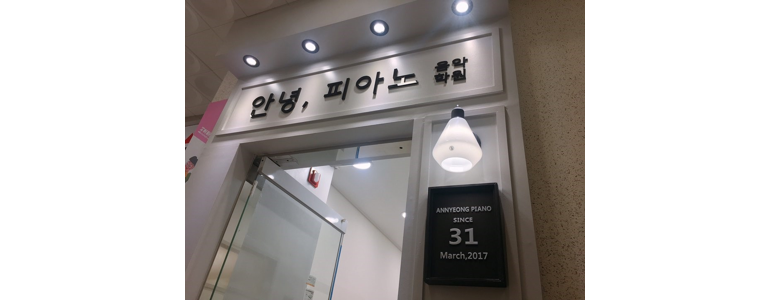 안녕, 피아노 음악
학원
ANNYEONG PIANO
SINCE
31
March,2017